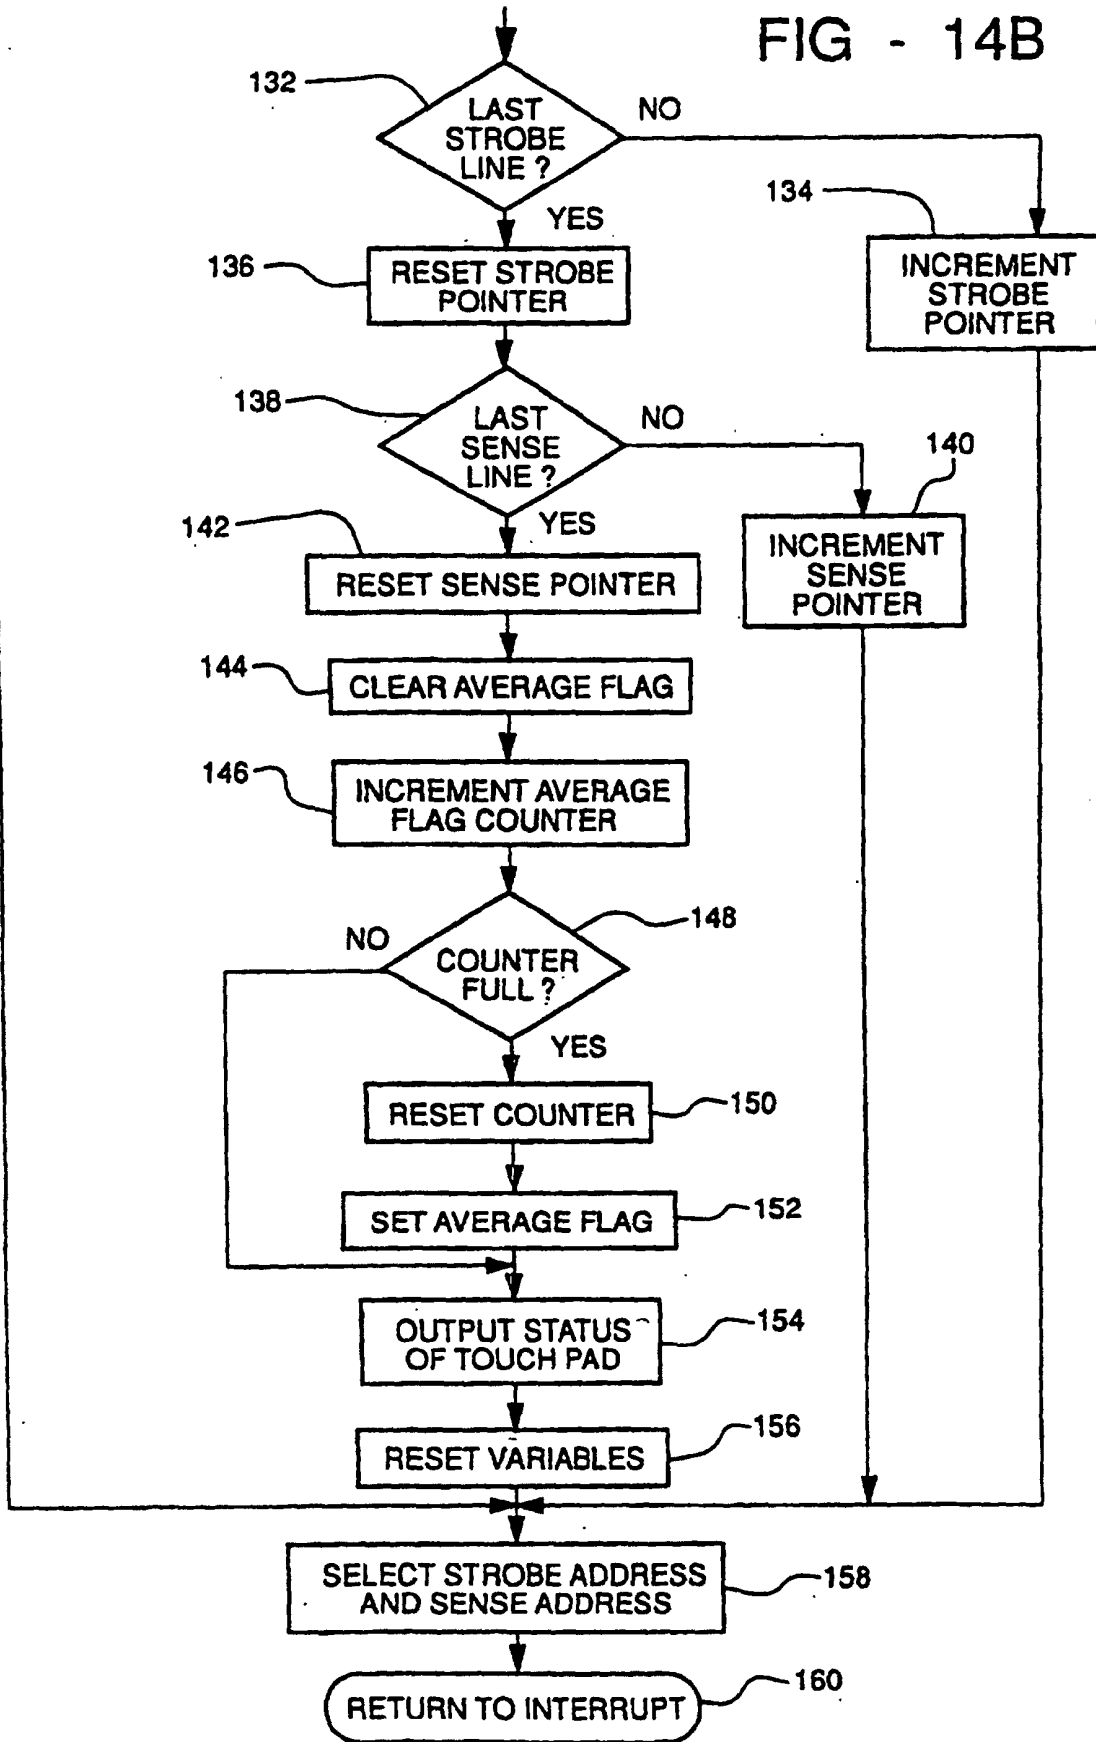 FIG - 14B
132
LAST
STROBE
LINE ?
NO
YES
134
INCREMENT
STROBE
POINTER
136
RESET STROBE
POINTER
138
LAST
SENSE
LINE ?
NO
YES
140
INCREMENT
SENSE
POINTER
142
RESET SENSE POINTER
144
CLEAR AVERAGE FLAG
146
INCREMENT AVERAGE
FLAG COUNTER
148
NO
COUNTER
FULL ?
YES
RESET COUNTER
150
SET AVERAGE FLAG
152
OUTPUT STATUS
OF TOUCH PAD
154
RESET VARIABLES
156
SELECT STROBE ADDRESS
AND SENSE ADDRESS
158
RETURN TO INTERRUPT
160